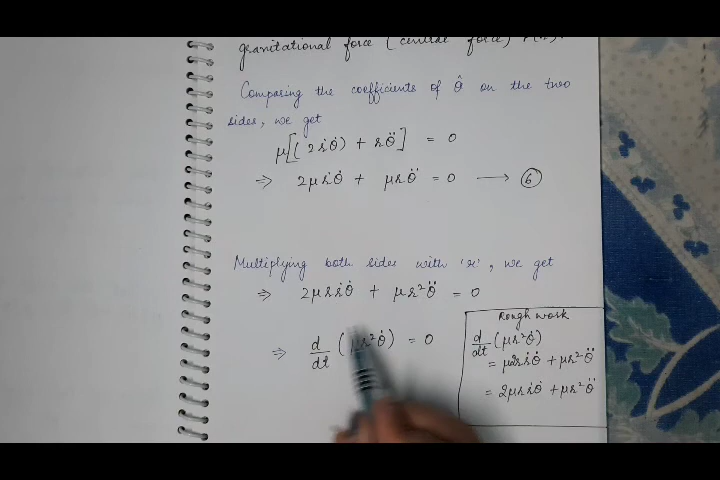 gravitational force (central force)
Comparing the coefficients of θ̂ on the two
sides, we get
μ[(2ṙθ̇) + rθ̈] = 0
⇒ 2μṙθ̇ + μrθ̈ = 0 ⟶ ⑥
Multiplying both sides with 'r', we get
⇒ 2μrṙθ̇ + μr²θ̈ = 0
⇒ d/dt (μr²θ̇) = 0
Rough work
d/dt (μr²θ̇)
= μ2rṙθ̇ + μr²θ̈
= 2μrṙθ̇ + μr²θ̈